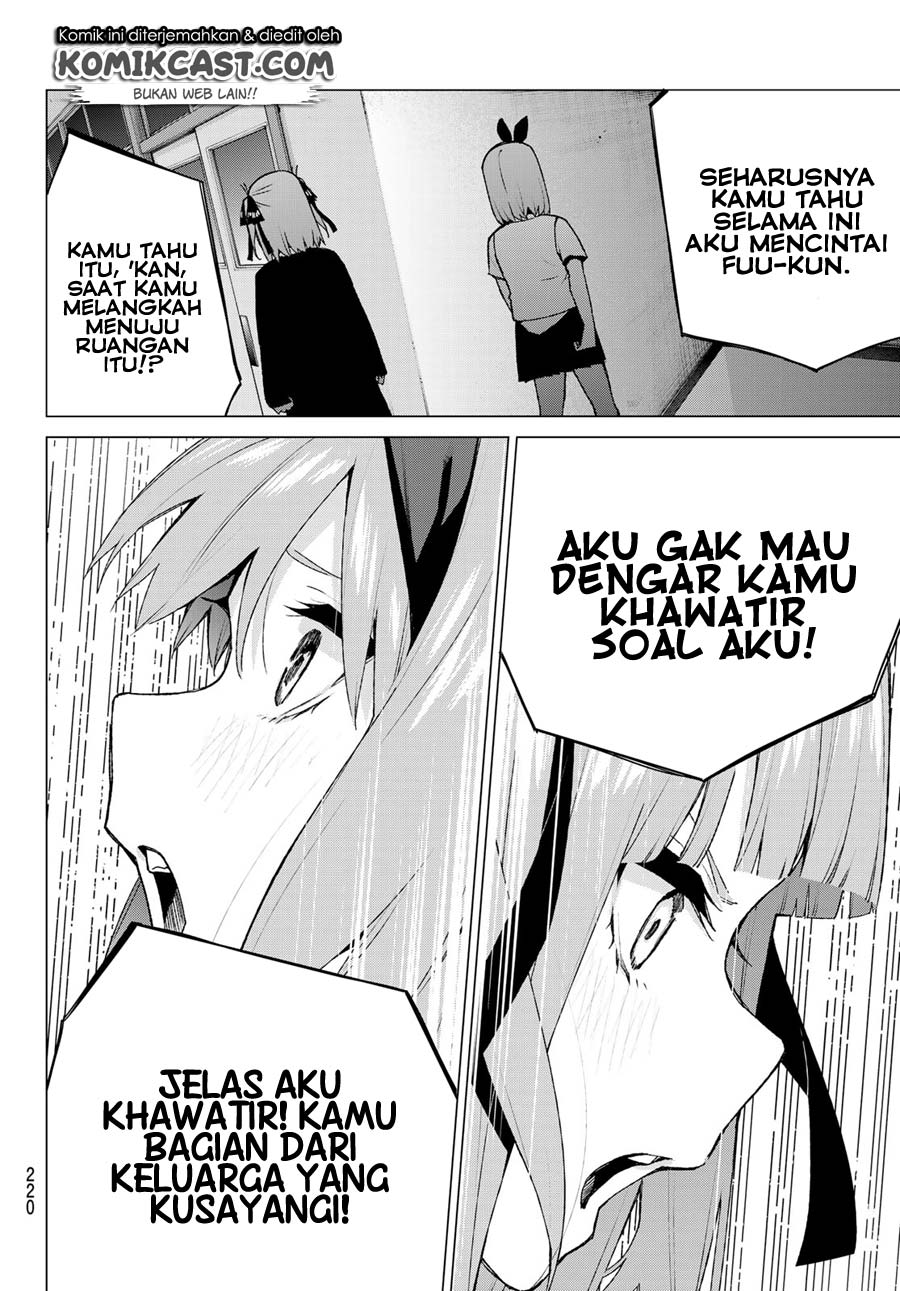 Komik ini diterjemahkan & diedit oleh
KOMIKCAST.COM
BUKAN WEB LAIN!!
SEHARUSNYA
KAMU TAHU
SELAMA INI
AKU MENCINTAI
FUU-KUN.
KAMU TAHU
ITU, 'KAN,
SAAT KAMU
MELANGKAH
MENUJU
RUANGAN
ITU!?
AKU GAK MAU
DENGAR KAMU
KHAWATIR
SOAL AKU!
JELAS AKU
KHAWATIR! KAMU
BAGIAN DARI
KELUARGA YANG
KUSAYANGI!
220